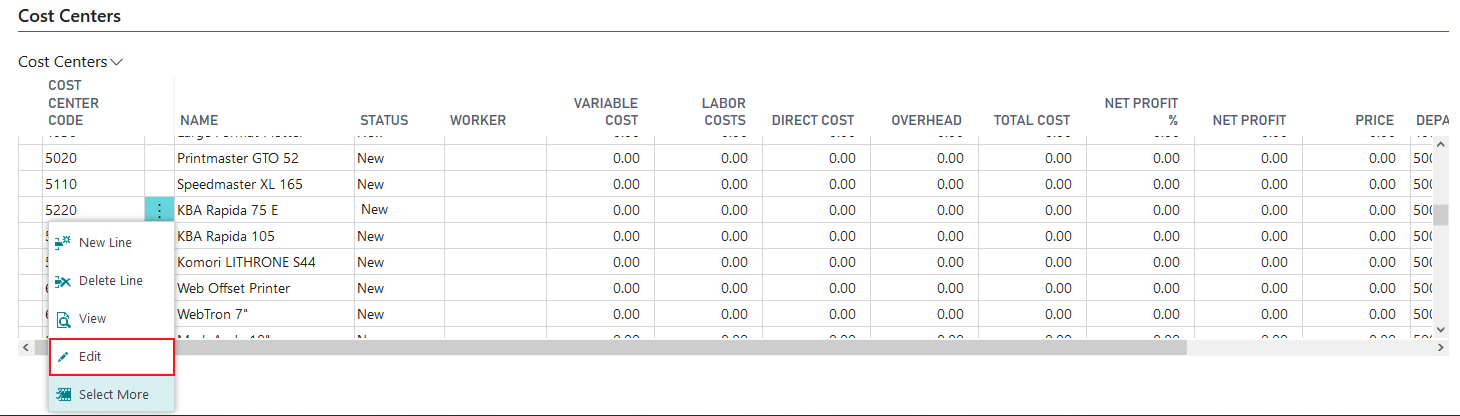 Cost Centers
Cost Centers
COST CENTER CODE NAME STATUS WORKER VARIABLE COST LABOR COSTS DIRECT COST OVERHEAD TOTAL COST NET PROFIT % NET PROFIT PRICE DEPA
5020 Printmaster GTO 52 New 0.00 0.00 0.00 0.00 0.00 0.00 0.00 0.00 500
5110 Speedmaster XL 165 New 0.00 0.00 0.00 0.00 0.00 0.00 0.00 0.00 500
5220 KBA Rapida 75 E New 0.00 0.00 0.00 0.00 0.00 0.00 0.00 0.00 500
KBA Rapida 105 New 0.00 0.00 0.00 0.00 0.00 0.00 0.00 0.00 500
Komori LITHRONE S44 New 0.00 0.00 0.00 0.00 0.00 0.00 0.00 0.00 500
Web Offset Printer New 0.00 0.00 0.00 0.00 0.00 0.00 0.00 0.00 500
WebTron 7" New 0.00 0.00 0.00 0.00 0.00 0.00 0.00 0.00 500
New Line
Delete Line
View
Edit
Select More